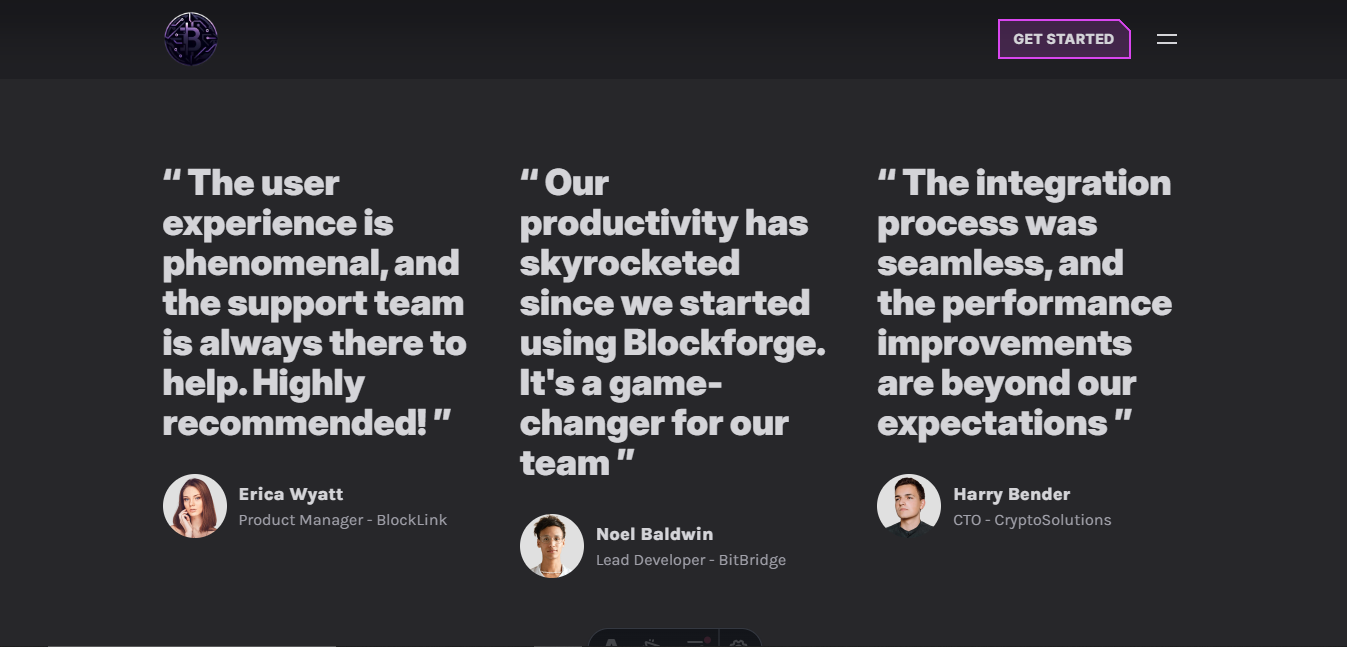 GET STARTED
“ The user
experience is
phenomenal, and
the support team
is always there to
help. Highly
recommended! ”
Erica Wyatt
Product Manager - BlockLink
“ Our
productivity has
skyrocketed
since we started
using Blockforge.
It's a game-
changer for our
team ”
Noel Baldwin
Lead Developer - BitBridge
“ The integration
process was
seamless, and
the performance
improvements
are beyond our
expectations ”
Harry Bender
CTO - CryptoSolutions